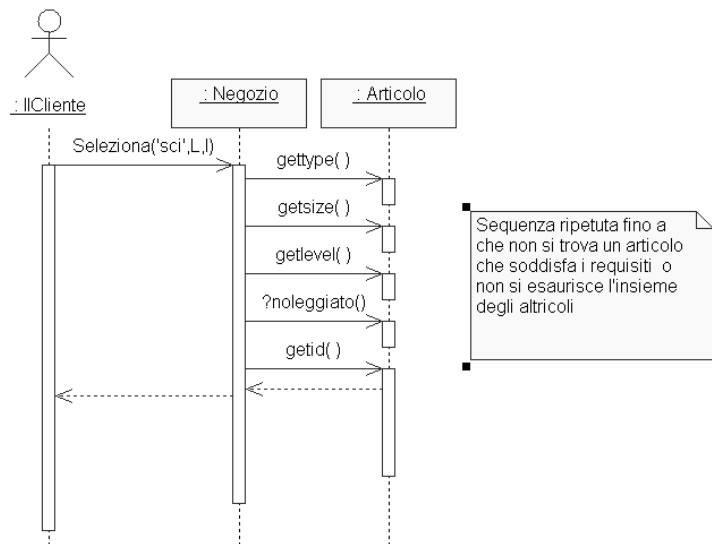 : IlCliente
: Negozio
: Articolo
Seleziona('sci',L,I)
gettype( )
getsize( )
getlevel( )
?noleggiato()
getid( )
Sequenza ripetuta fino a
che non si trova un articolo
che soddisfa i requisiti o
non si esaurisce l'insieme
degli altricoli